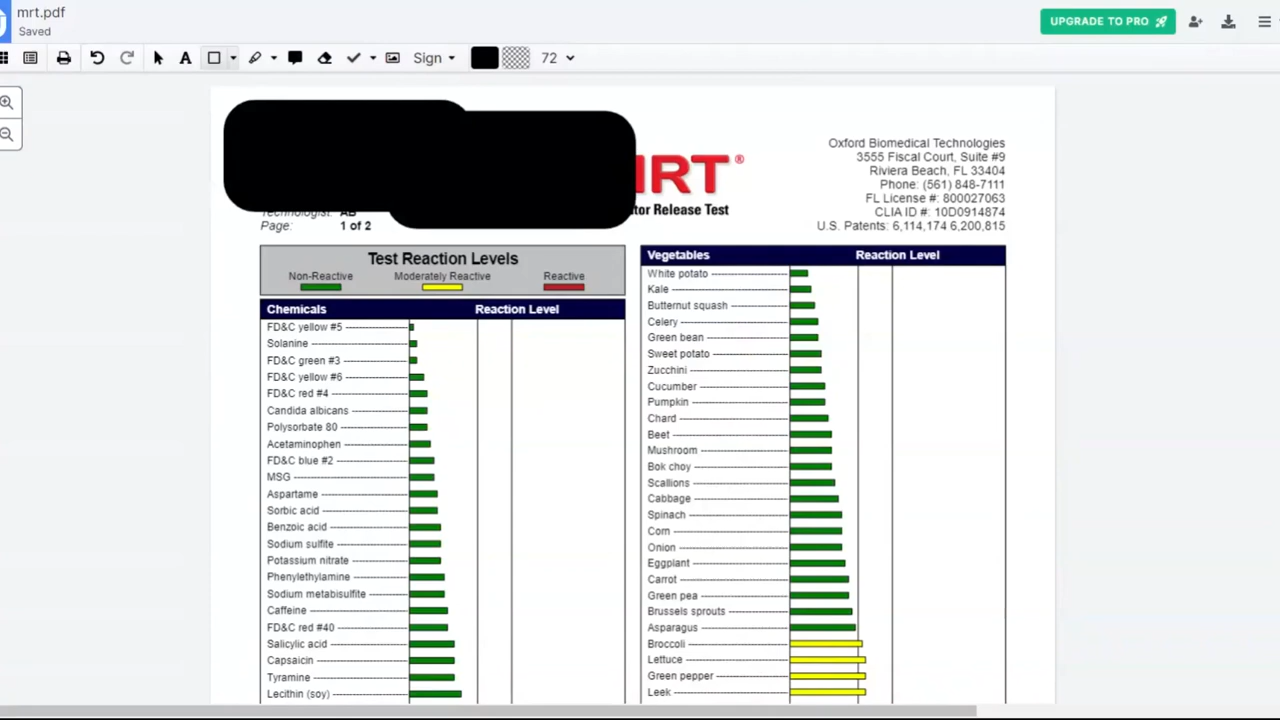 mrt.pdf
Saved
UPGRADE TO PRO
Sign
72
MRT®
tor Release Test
Technologist: AB
Page: 1 of 2
Oxford Biomedical Technologies
3555 Fiscal Court, Suite #9
Riviera Beach, FL 33404
Phone: (561) 848-7111
FL License #: 800027063
CLIA ID #: 10D0914874
U.S. Patents: 6,114,174 6,200,815
Test Reaction Levels
Non-Reactive Moderately Reactive Reactive
Chemicals Reaction Level
FD&C yellow #5
Solanine
FD&C green #3
FD&C yellow #6
FD&C red #4
Candida albicans
Polysorbate 80
Acetaminophen
FD&C blue #2
MSG
Aspartame
Sorbic acid
Benzoic acid
Sodium sulfite
Potassium nitrate
Phenylethylamine
Sodium metabisulfite
Caffeine
FD&C red #40
Salicylic acid
Capsaicin
Tyramine
Lecithin (soy)
Vegetables Reaction Level
White potato
Kale
Butternut squash
Celery
Green bean
Sweet potato
Zucchini
Cucumber
Pumpkin
Chard
Beet
Mushroom
Bok choy
Scallions
Cabbage
Spinach
Corn
Onion
Eggplant
Carrot
Green pea
Brussels sprouts
Asparagus
Broccoli
Lettuce
Green pepper
Leek